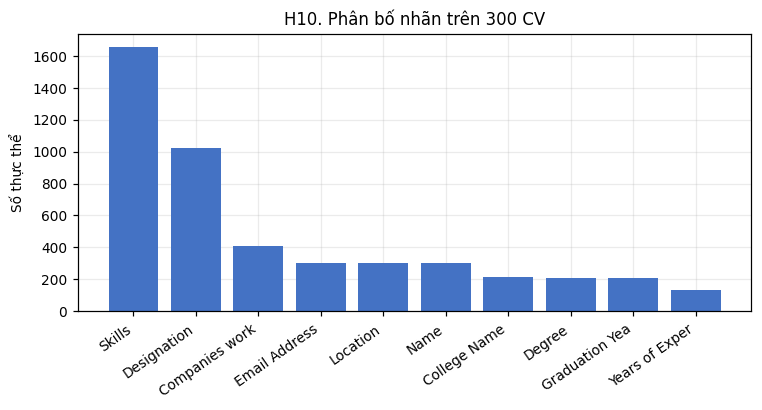 H10. Phân bố nhãn trên 300 CV
Số thực thể
1600
1400
1200
1000
800
600
400
200
0
Skills
Designation
Companies work
Email Address
Location
Name
College Name
Degree
Graduation Yea
Years of Exper